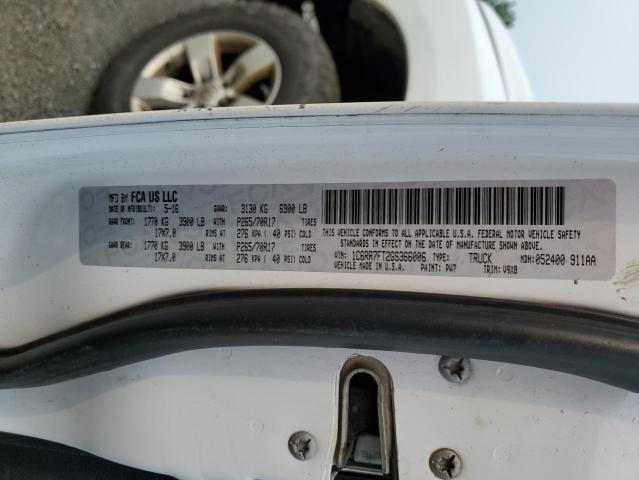 MFD BY FCA US LLC
DATE OF MFR(BUILT): 5-16 GVWR: 3130 KG 6900 LB
GAWR FRONT: 1770 KG 3900 LB WITH P265/70R17 TIRES
17X7.0 RIMS AT 276 KPA ( 40 PSI) COLD
GAWR REAR: 1770 KG 3900 LB WITH P265/70R17 TIRES
17X7.0 RIMS AT 276 KPA ( 40 PSI) COLD
THIS VEHICLE CONFORMS TO ALL APPLICABLE U.S.A. FEDERAL MOTOR VEHICLE SAFETY
STANDARDS IN EFFECT ON THE DATE OF MANUFACTURE SHOWN ABOVE.
VIN: 1C6RR7FT2GS366006 TYPE: TRUCK MDH: 052400 911AA
VEHICLE MADE IN U.S.A. PAINT: PW7 TRIM: V9X8